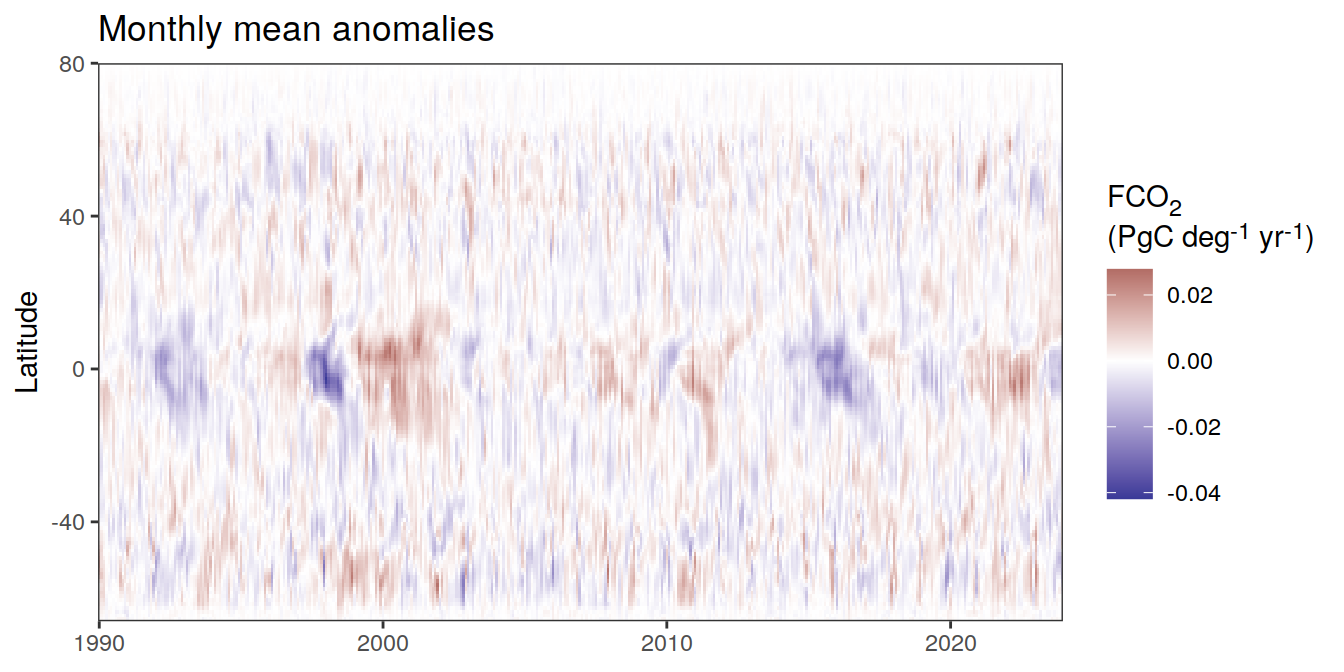 Monthly mean anomalies
80
40
0
-40
Latitude
1990 2000 2010 2020
FCO₂
(PgC deg⁻¹ yr⁻¹)
0.02
0.00
-0.02
-0.04